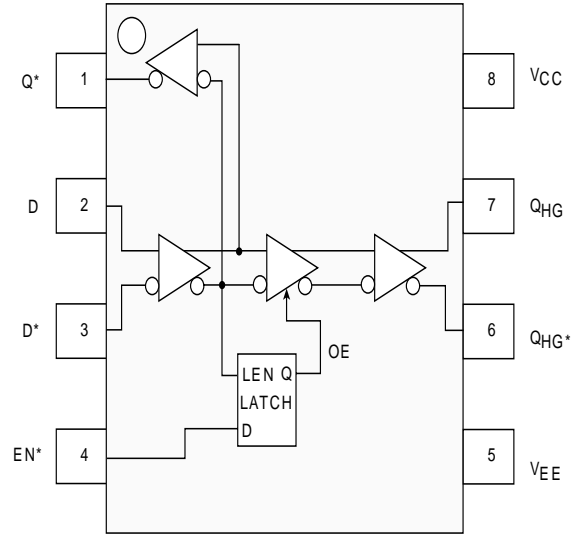 Q* 1
8 VCC
D 2
7 QHG
D* 3
6 QHG*
OE
LEN Q
LATCH
D
EN* 4
5 VEE